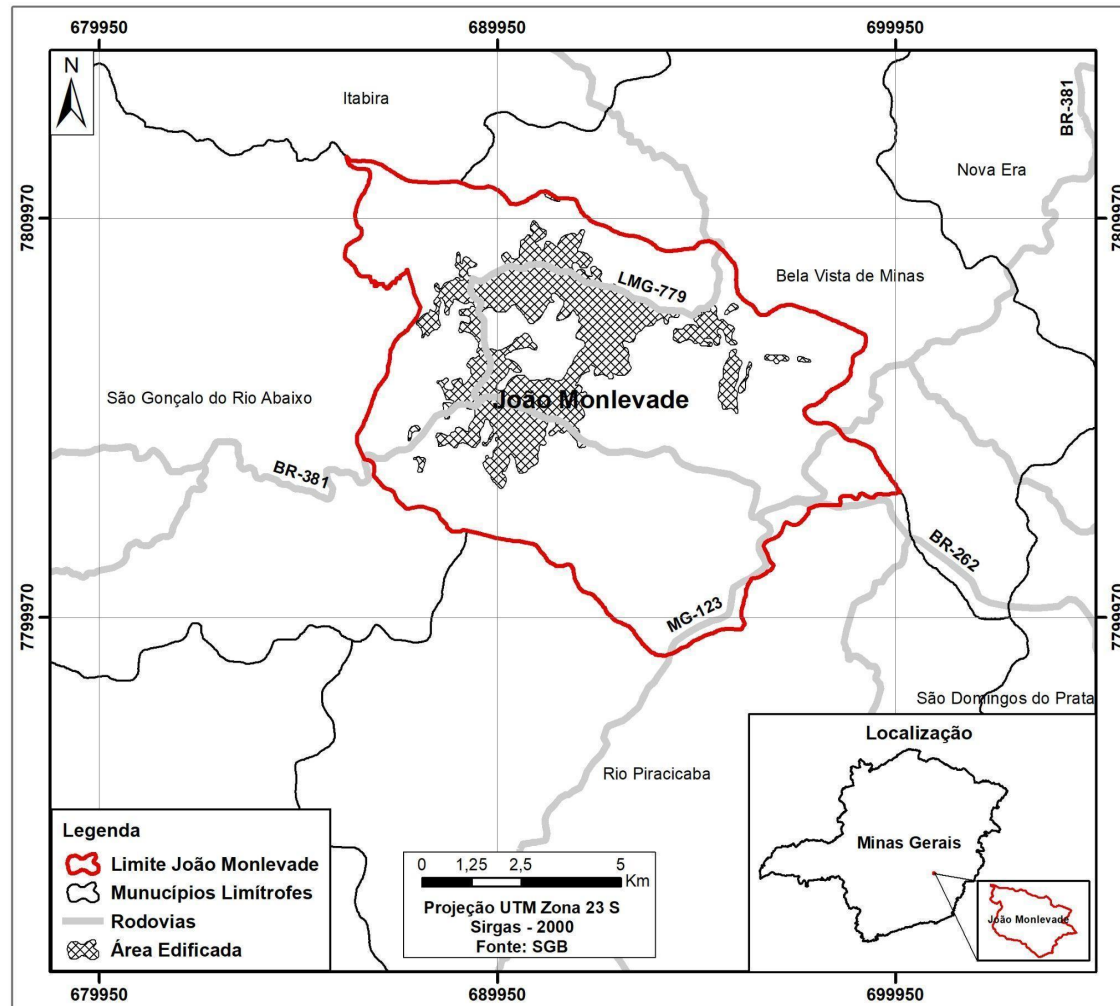 679950
689950
699950
N
Itabira
BR-381
Nova Era
7809970
7809970
Bela Vista de Minas
LMG-779
São Gonçalo do Rio Abaixo
João Monlevade
BR-381
BR-262
MG-123
7799970
7799970
São Domingos do Prata
Rio Piracicaba
Localização
Minas Gerais
João Monlevade
Legenda
Limite João Monlevade
Munucípios Limítrofes
Rodovias
Área Edificada
0 1,25 2,5 5
Km
Projeção UTM Zona 23 S
Sirgas - 2000
Fonte: SGB
679950
689950
699950